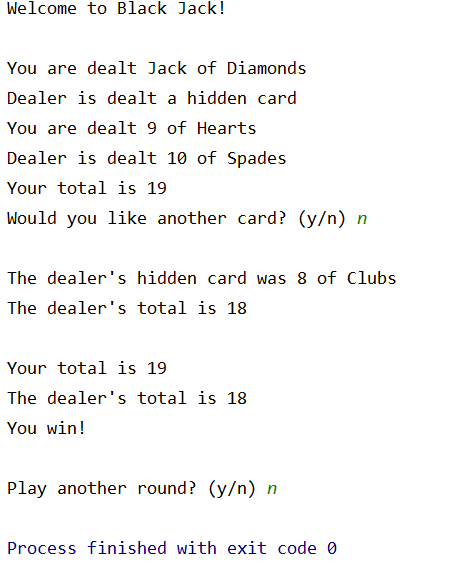 Welcome to Black Jack!
You are dealt Jack of Diamonds
Dealer is dealt a hidden card
You are dealt 9 of Hearts
Dealer is dealt 10 of Spades
Your total is 19
Would you like another card? (y/n) n
The dealer's hidden card was 8 of Clubs
The dealer's total is 18
Your total is 19
The dealer's total is 18
You win!
Play another round? (y/n) n
Process finished with exit code 0